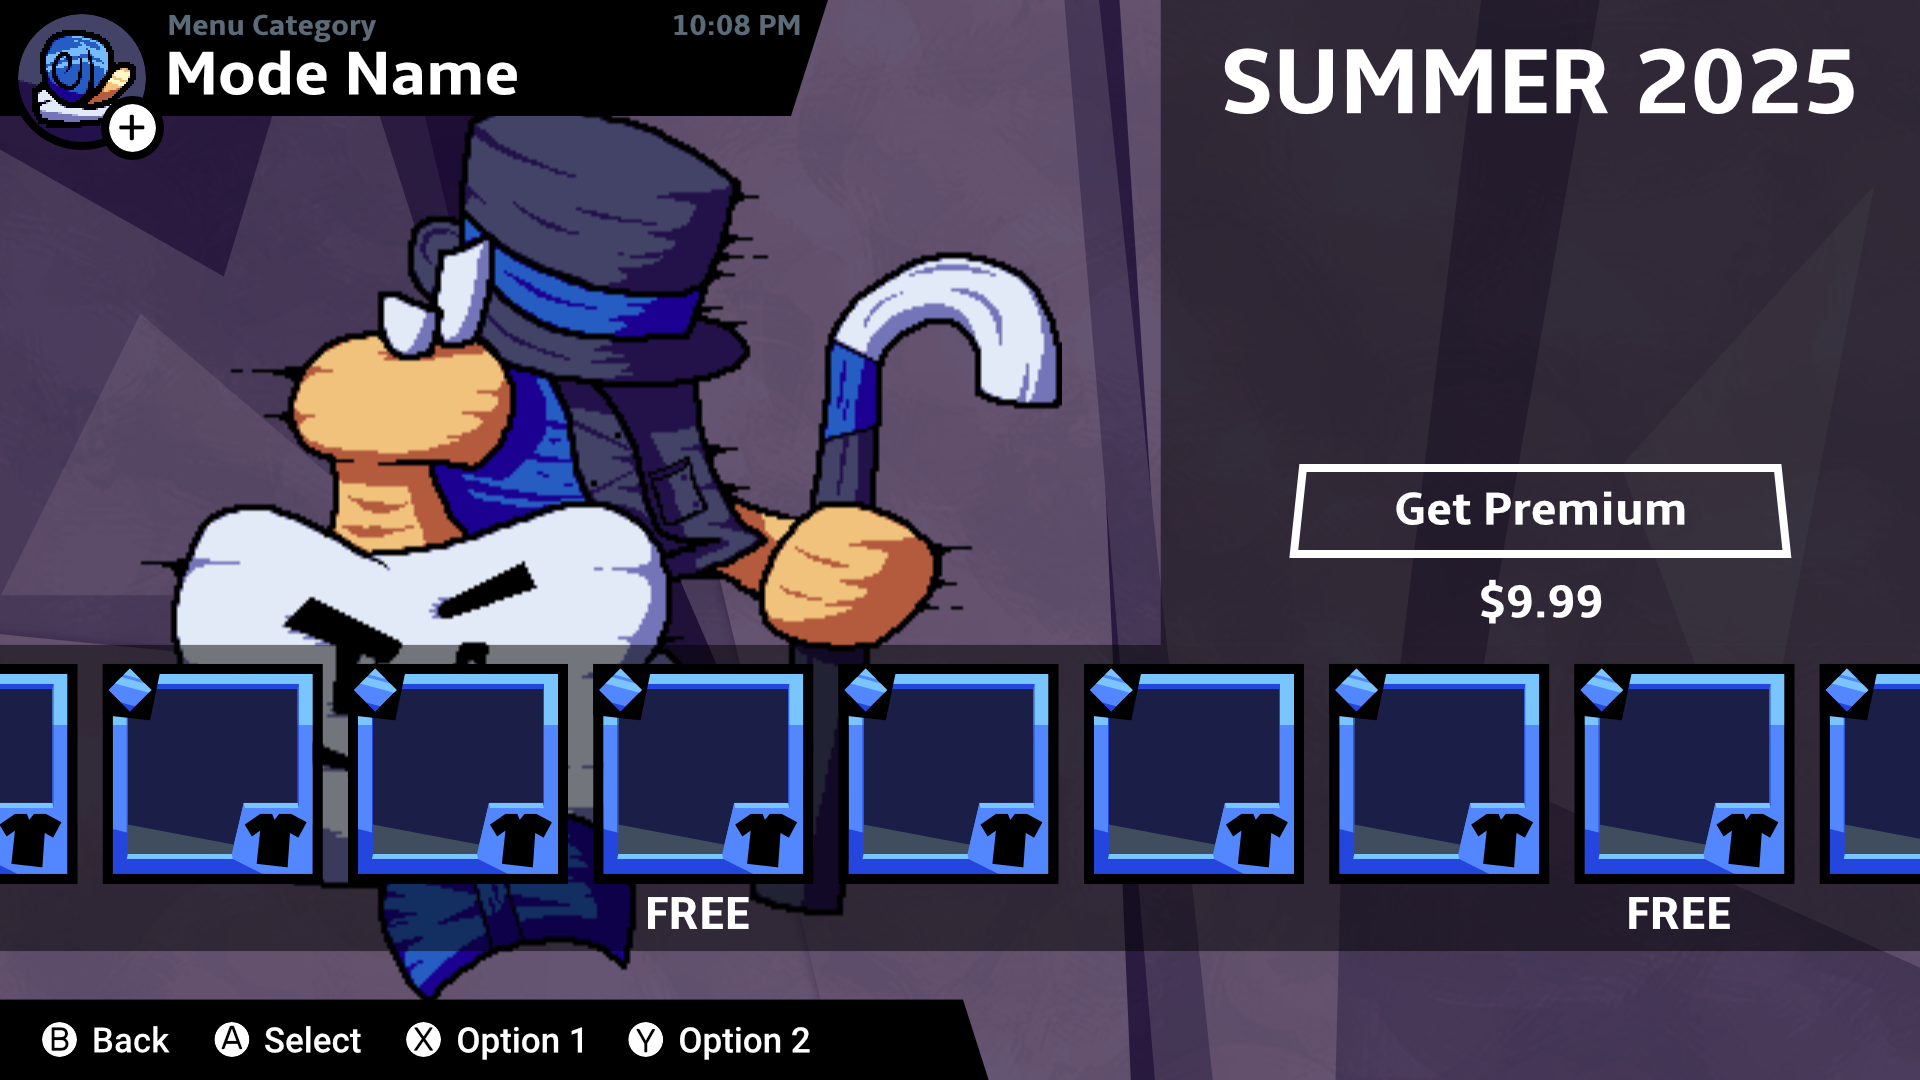 Menu Category
10:08 PM
Mode Name
SUMMER 2025
Get Premium
$9.99
FREE
FREE
B Back A Select X Option 1 Y Option 2